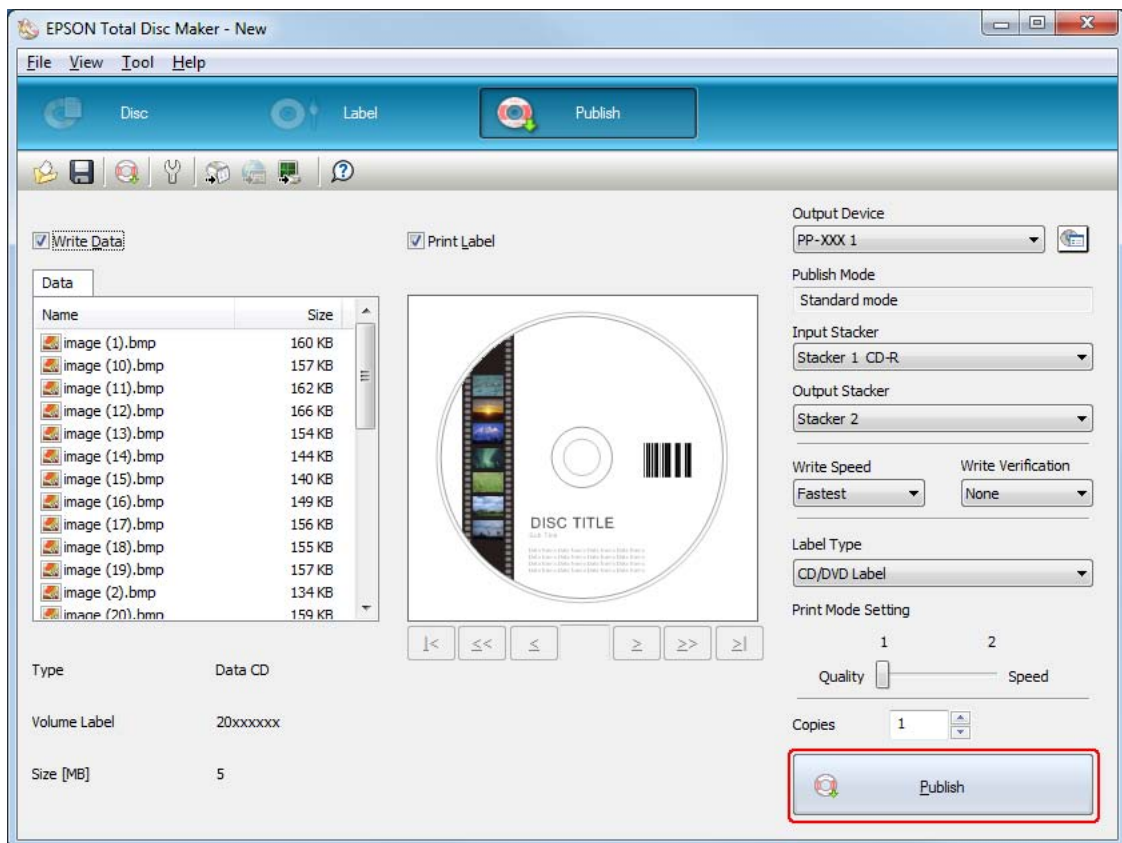 EPSON Total Disc Maker - New
File View Tool Help
Disc Label Publish
Write Data
Data
Name Size
image (1).bmp 160 KB
image (10).bmp 157 KB
image (11).bmp 162 KB
image (12).bmp 166 KB
image (13).bmp 154 KB
image (14).bmp 144 KB
image (15).bmp 140 KB
image (16).bmp 149 KB
image (17).bmp 156 KB
image (18).bmp 155 KB
image (19).bmp 157 KB
image (2).bmp 134 KB
image (20).bmp 159 KB
Type Data CD
Volume Label 20xxxxxx
Size [MB] 5
Print Label
DISC TITLE
Sub Title
|< << < > >> >|
Output Device
PP-XXX 1
Publish Mode
Standard mode
Input Stacker
Stacker 1 CD-R
Output Stacker
Stacker 2
Write Speed Write Verification
Fastest None
Label Type
CD/DVD Label
Print Mode Setting
1 2
Quality Speed
Copies 1
Publish